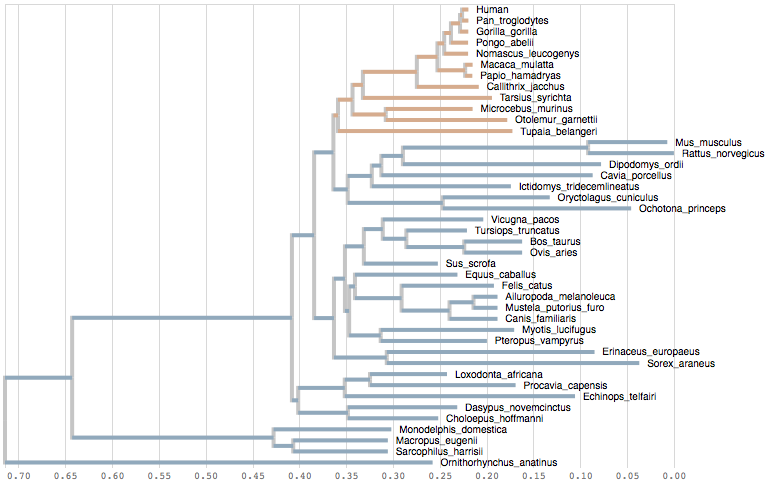 Human
Pan_troglodytes
Gorilla_gorilla
Pongo_abelii
Nomascus_leucogenys
Macaca_mulatta
Papio_hamadryas
Callithrix_jacchus
Tarsius_syrichta
Microcebus_murinus
Otolemur_garnettii
Tupaia_belangeri
Mus_musculus
Rattus_norvegicus
Dipodomys_ordii
Cavia_porcellus
Ictidomys_tridecemlineatus
Oryctolagus_cuniculus
Ochotona_princeps
Vicugna_pacos
Tursiops_truncatus
Bos_taurus
Ovis_aries
Sus_scrofa
Equus_caballus
Felis_catus
Ailuropoda_melanoleuca
Mustela_putorius_furo
Canis_familiaris
Myotis_lucifugus
Pteropus_vampyrus
Erinaceus_europaeus
Sorex_araneus
Loxodonta_africana
Procavia_capensis
Echinops_telfairi
Dasypus_novemcinctus
Choloepus_hoffmanni
Monodelphis_domestica
Macropus_eugenii
Sarcophilus_harrisii
Ornithorhynchus_anatinus
0.70 0.65 0.60 0.55 0.50 0.45 0.40 0.35 0.30 0.25 0.20 0.15 0.10 0.05 0.00